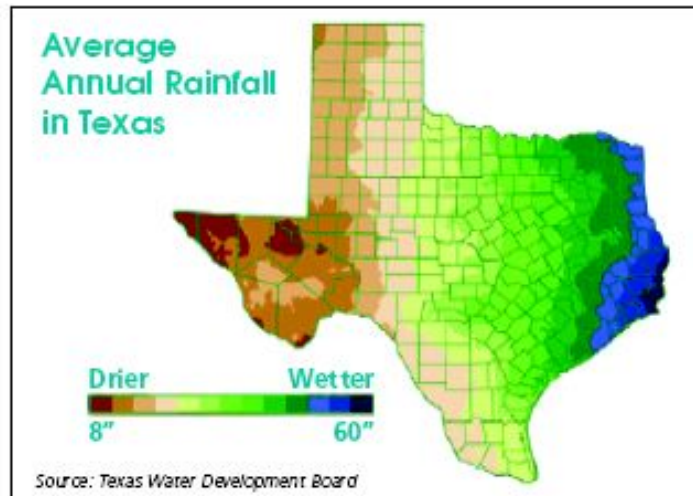 Average
Annual Rainfall
in Texas
Drier Wetter
8" 60"
Source: Texas Water Development Board